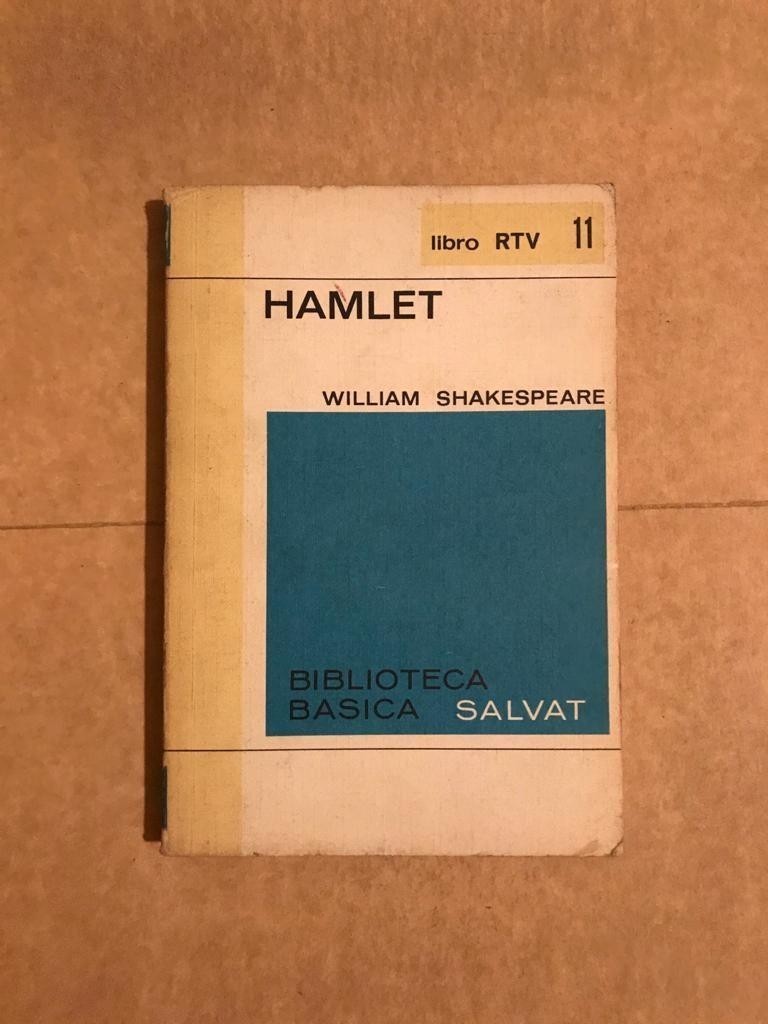 libro RTV 11
HAMLET
WILLIAM SHAKESPEARE
BIBLIOTECA
BASICA SALVAT